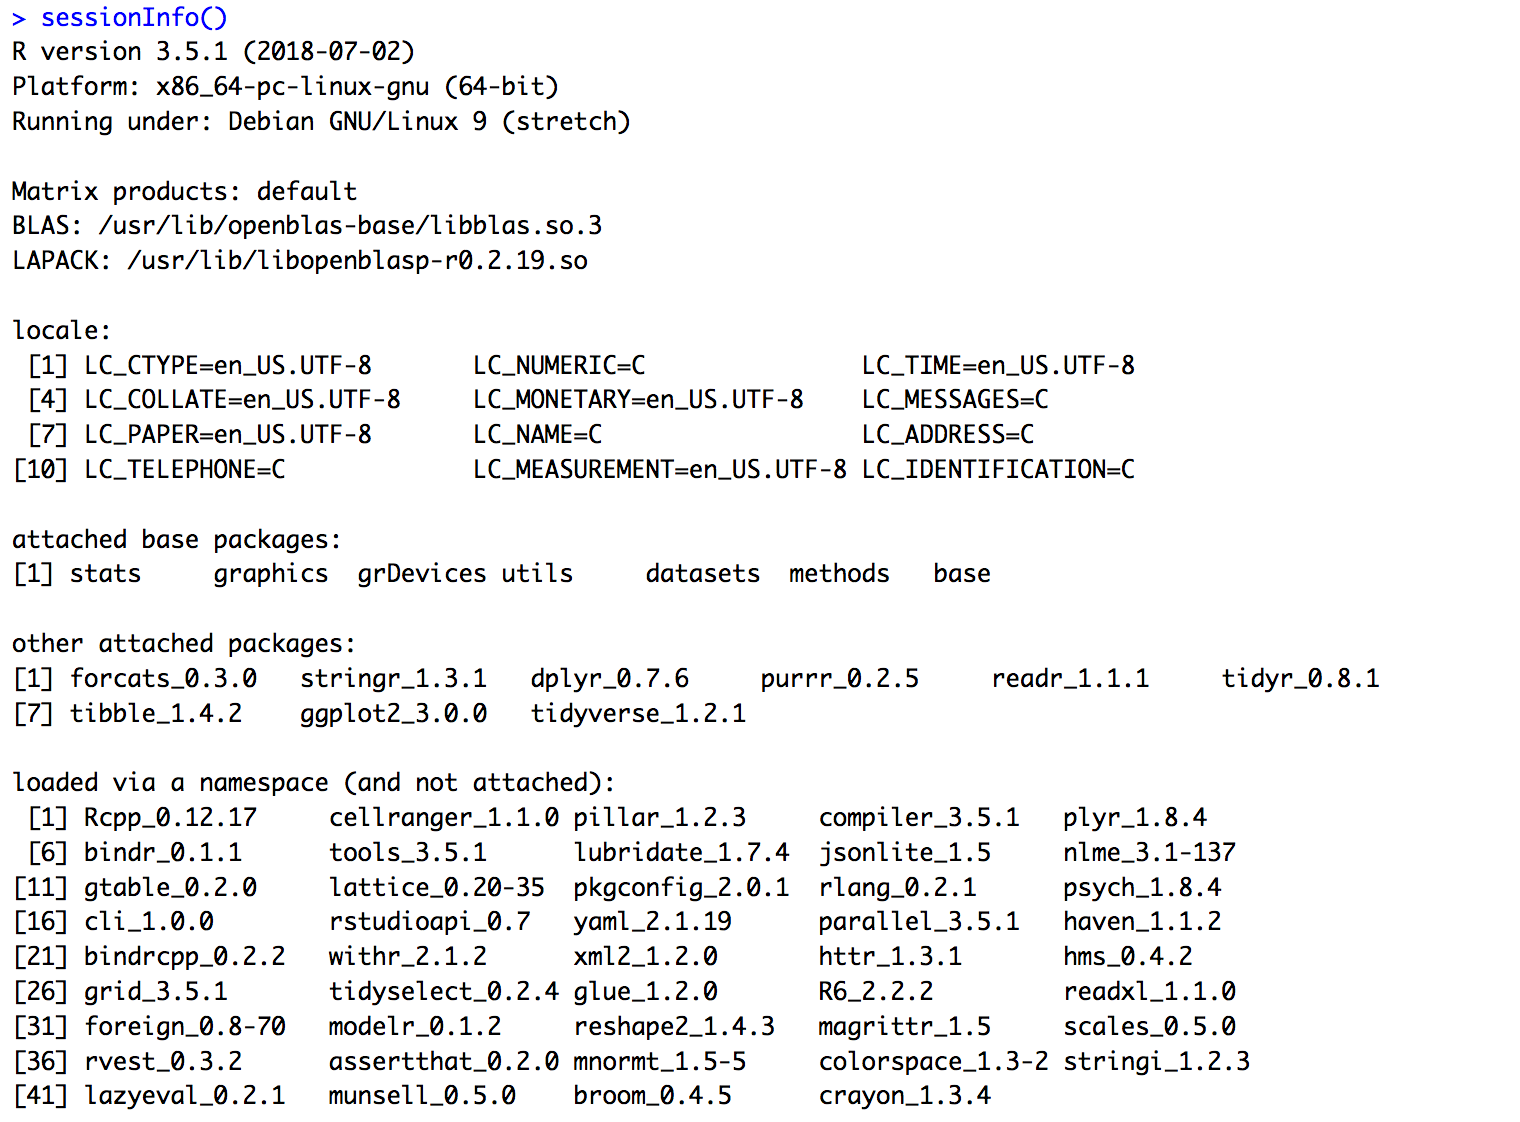 > sessionInfo()
R version 3.5.1 (2018-07-02)
Platform: x86_64-pc-linux-gnu (64-bit)
Running under: Debian GNU/Linux 9 (stretch)

Matrix products: default
BLAS: /usr/lib/openblas-base/libblas.so.3
LAPACK: /usr/lib/libopenblasp-r0.2.19.so

locale:
 [1] LC_CTYPE=en_US.UTF-8       LC_NUMERIC=C               LC_TIME=en_US.UTF-8
 [4] LC_COLLATE=en_US.UTF-8     LC_MONETARY=en_US.UTF-8    LC_MESSAGES=C
 [7] LC_PAPER=en_US.UTF-8       LC_NAME=C                  LC_ADDRESS=C
[10] LC_TELEPHONE=C             LC_MEASUREMENT=en_US.UTF-8 LC_IDENTIFICATION=C

attached base packages:
[1] stats     graphics  grDevices utils     datasets  methods   base

other attached packages:
[1] forcats_0.3.0   stringr_1.3.1   dplyr_0.7.6     purrr_0.2.5     readr_1.1.1     tidyr_0.8.1
[7] tibble_1.4.2    ggplot2_3.0.0   tidyverse_1.2.1

loaded via a namespace (and not attached):
 [1] Rcpp_0.12.17     cellranger_1.1.0 pillar_1.2.3     compiler_3.5.1   plyr_1.8.4
 [6] bindr_0.1.1      tools_3.5.1      lubridate_1.7.4  jsonlite_1.5     nlme_3.1-137
[11] gtable_0.2.0     lattice_0.20-35  pkgconfig_2.0.1  rlang_0.2.1      psych_1.8.4
[16] cli_1.0.0        rstudioapi_0.7   yaml_2.1.19      parallel_3.5.1   haven_1.1.2
[21] bindrcpp_0.2.2   withr_2.1.2      xml2_1.2.0       httr_1.3.1       hms_0.4.2
[26] grid_3.5.1       tidyselect_0.2.4 glue_1.2.0       R6_2.2.2         readxl_1.1.0
[31] foreign_0.8-70   modelr_0.1.2     reshape2_1.4.3   magrittr_1.5     scales_0.5.0
[36] rvest_0.3.2      assertthat_0.2.0 mnormt_1.5-5     colorspace_1.3-2 stringi_1.2.3
[41] lazyeval_0.2.1   munsell_0.5.0    broom_0.4.5      crayon_1.3.4